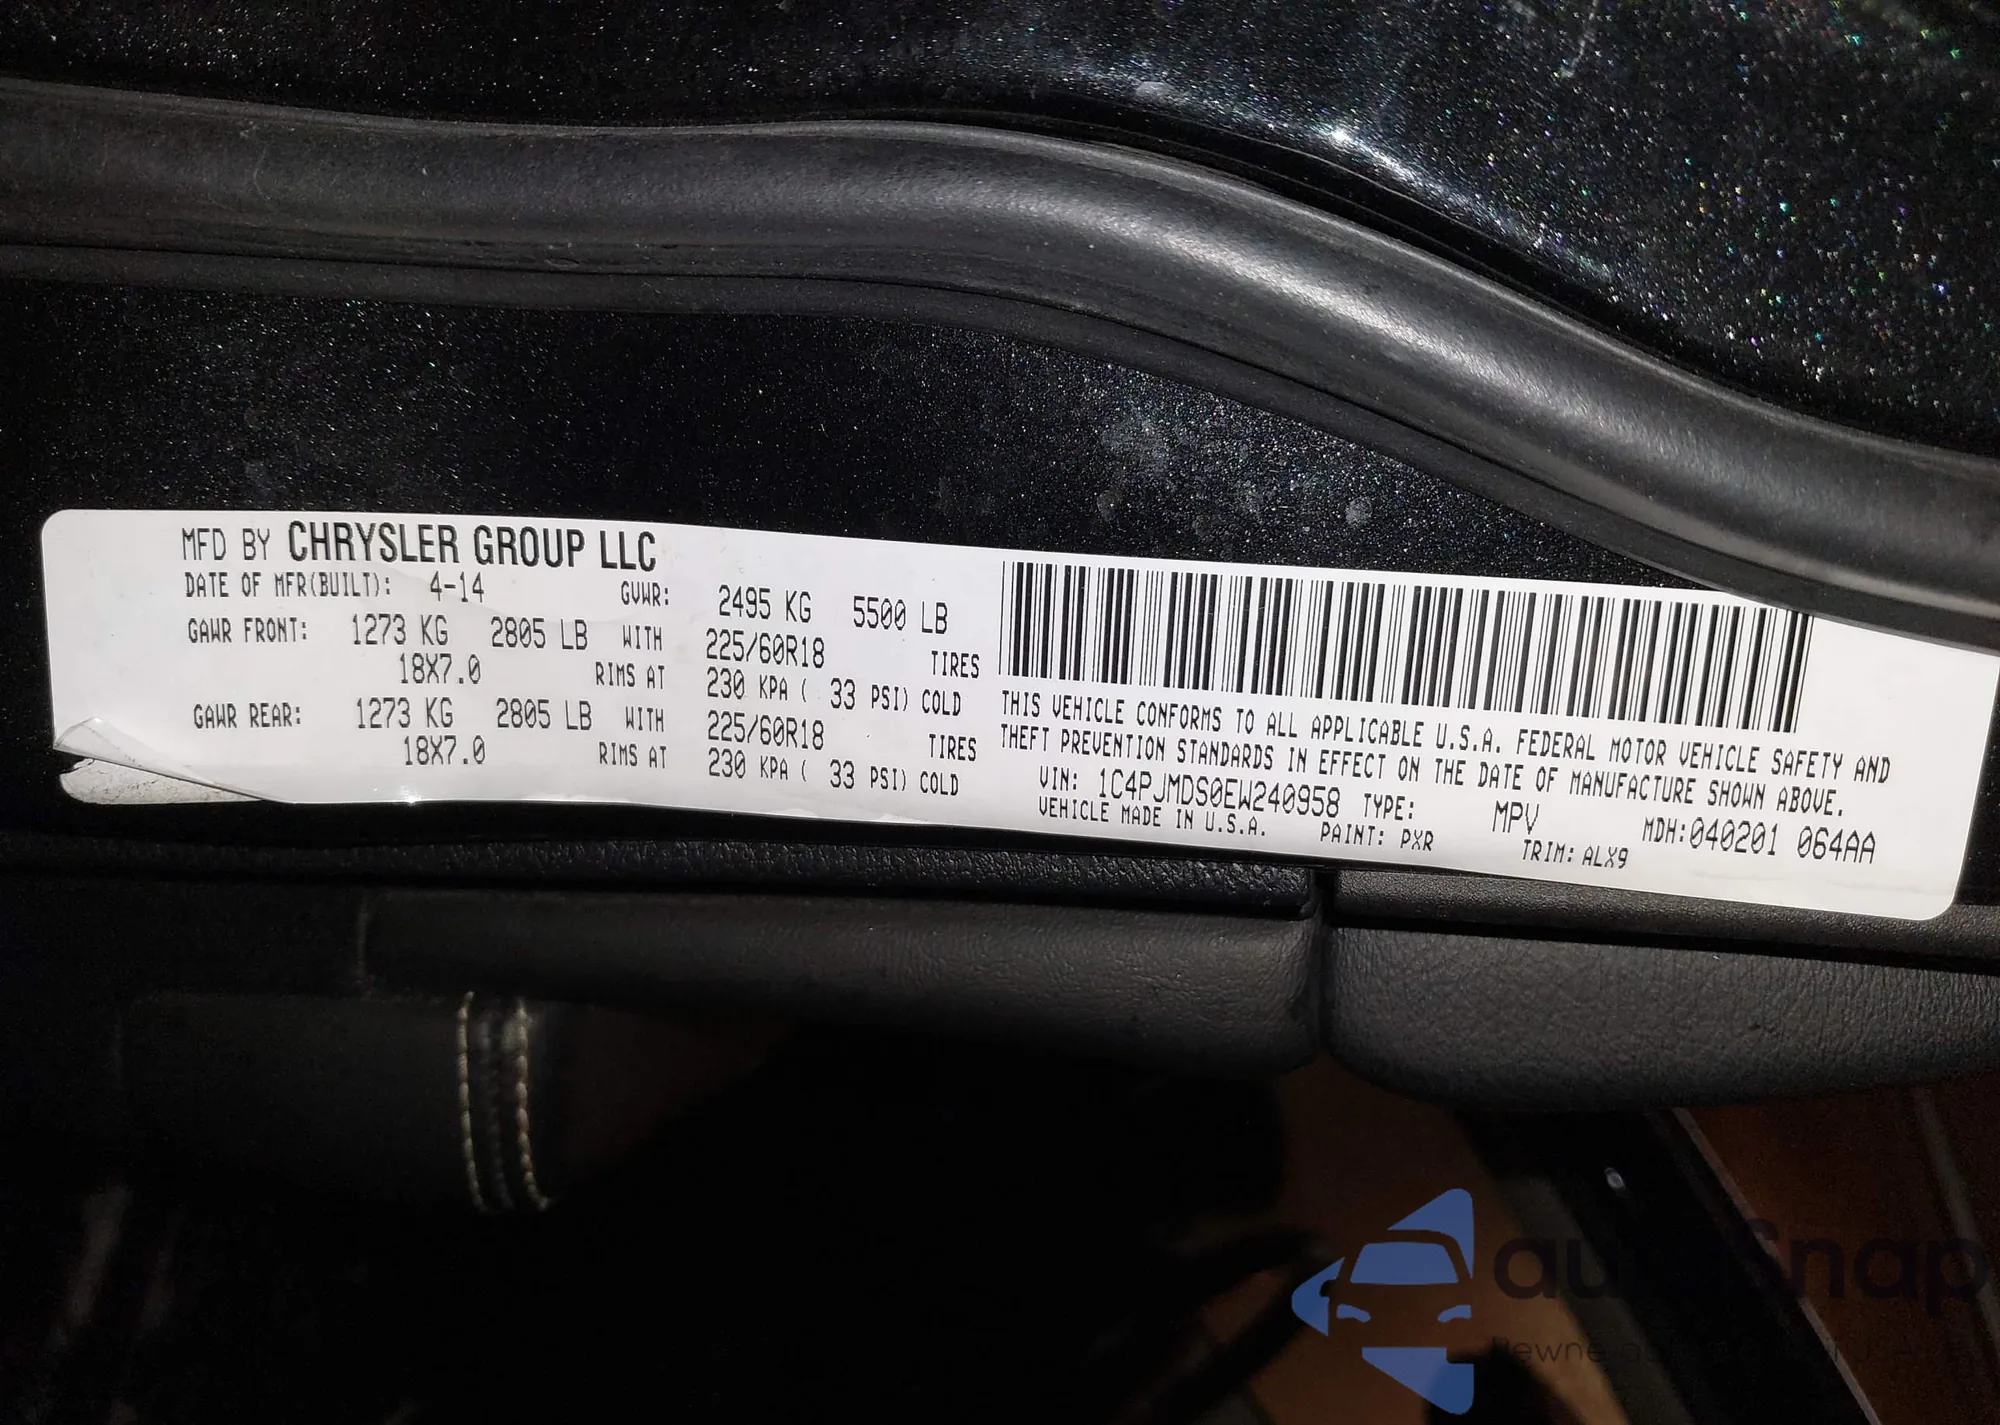 MFD BY CHRYSLER GROUP LLC
DATE OF MFR(BUILT): 4-14 GVWR: 2495 KG 5500 LB
GAWR FRONT: 1273 KG 2805 LB WITH 225/60R18 TIRES
18X7.0 RIMS AT 230 KPA ( 33 PSI) COLD
GAWR REAR: 1273 KG 2805 LB WITH 225/60R18 TIRES
18X7.0 RIMS AT 230 KPA ( 33 PSI) COLD
THIS VEHICLE CONFORMS TO ALL APPLICABLE U.S.A. FEDERAL MOTOR VEHICLE SAFETY AND
THEFT PREVENTION STANDARDS IN EFFECT ON THE DATE OF MANUFACTURE SHOWN ABOVE.
VIN: 1C4PJMDS0EW240958 TYPE: MPV MDH:040201 064AA
VEHICLE MADE IN U.S.A. PAINT: PXR TRIM: ALX9